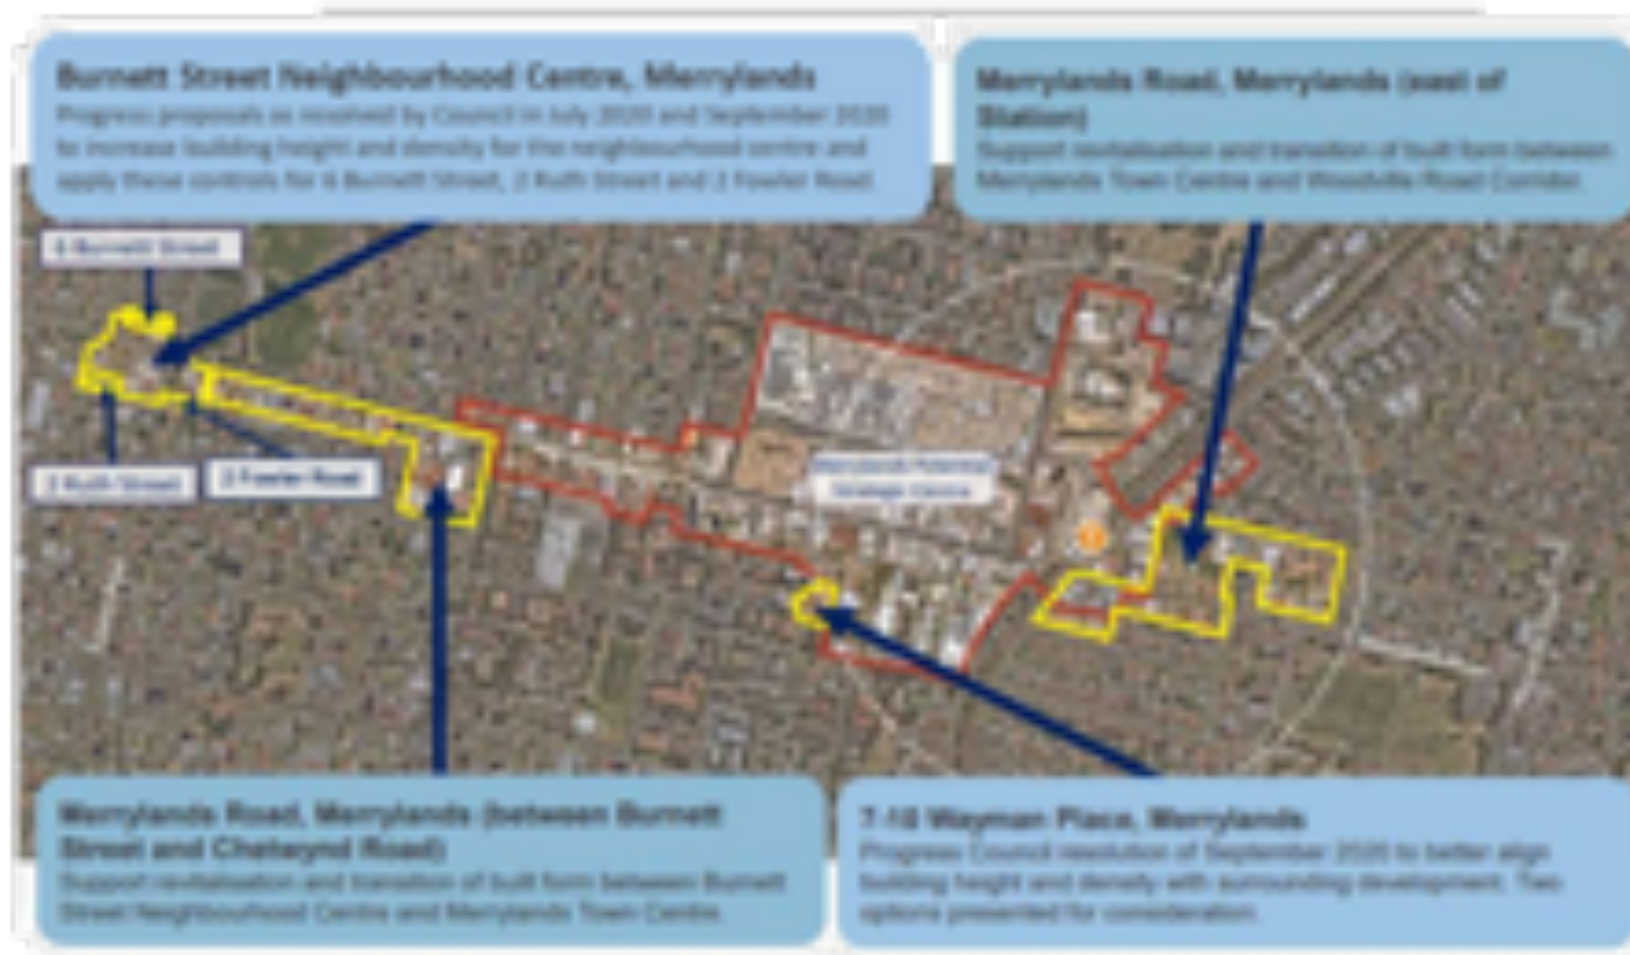 Burnett Street Neighbourhood Centre, Merrylands
Progress proposals as resolved by Council in July 2020 and September 2020
to increase building height and density for the neighbourhood centre and
apply these controls for 6 Burnett Street, 2 Ruth Street and 2 Fowler Road.
Merrylands Road, Merrylands (east of
Station)
Support revitalisation and transition of built form between
Merrylands Town Centre and Woodville Road Corridor.
6 Burnett Street
2 Ruth Street
2 Fowler Road
Merrylands Potential
Strategic Centre
Merrylands Road, Merrylands (between Burnett
Street and Chetwynd Road)
Support revitalisation and transition of built form between Burnett
Street Neighbourhood Centre and Merrylands Town Centre.
7-10 Wayman Place, Merrylands
Progress Council resolution of September 2020 to better align
building height and density with surrounding development. Two
options presented for consideration.